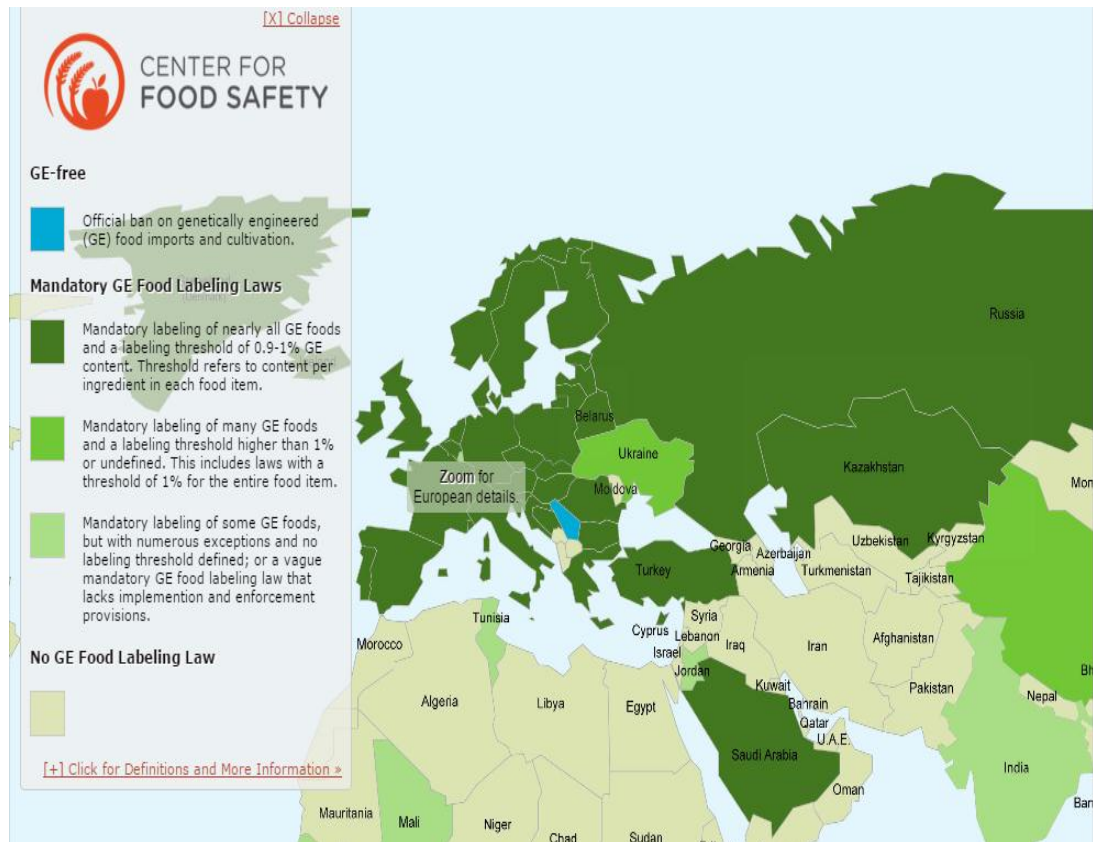 [X] Collapse
CENTER FOR
FOOD SAFETY
GE-free
Official ban on genetically engineered
(GE) food imports and cultivation.
Mandatory GE Food Labeling Laws
Mandatory labeling of nearly all GE foods
and a labeling threshold of 0.9-1% GE
content. Threshold refers to content per
ingredient in each food item.
Mandatory labeling of many GE foods
and a labeling threshold higher than 1%
or undefined. This includes laws with a
threshold of 1% for the entire food item.
Mandatory labeling of some GE foods,
but with numerous exceptions and no
labeling threshold defined; or a vague
mandatory GE food labeling law that
lacks implemention and enforcement
provisions.
No GE Food Labeling Law
[+] Click for Definitions and More Information »
(Denmark)
Russia
Belarus
Ukraine
Kazakhstan
Zoom for
European details.
Moldova
Mon
Georgia
Azerbaijan
Uzbekistan
Kyrgyzstan
Turkey
Armenia
Turkmenistan
Tajikistan
Tunisia
Syria
Cyprus
Lebanon
Morocco
Israel
Iraq
Iran
Afghanistan
Jordan
Kuwait
Pakistan
Nepal
Bh
Algeria
Libya
Egypt
Bahrain
Qatar
U.A.E.
Saudi Arabia
India
Oman
Ban
Mauritania
Mali
Niger
Chad
Sudan